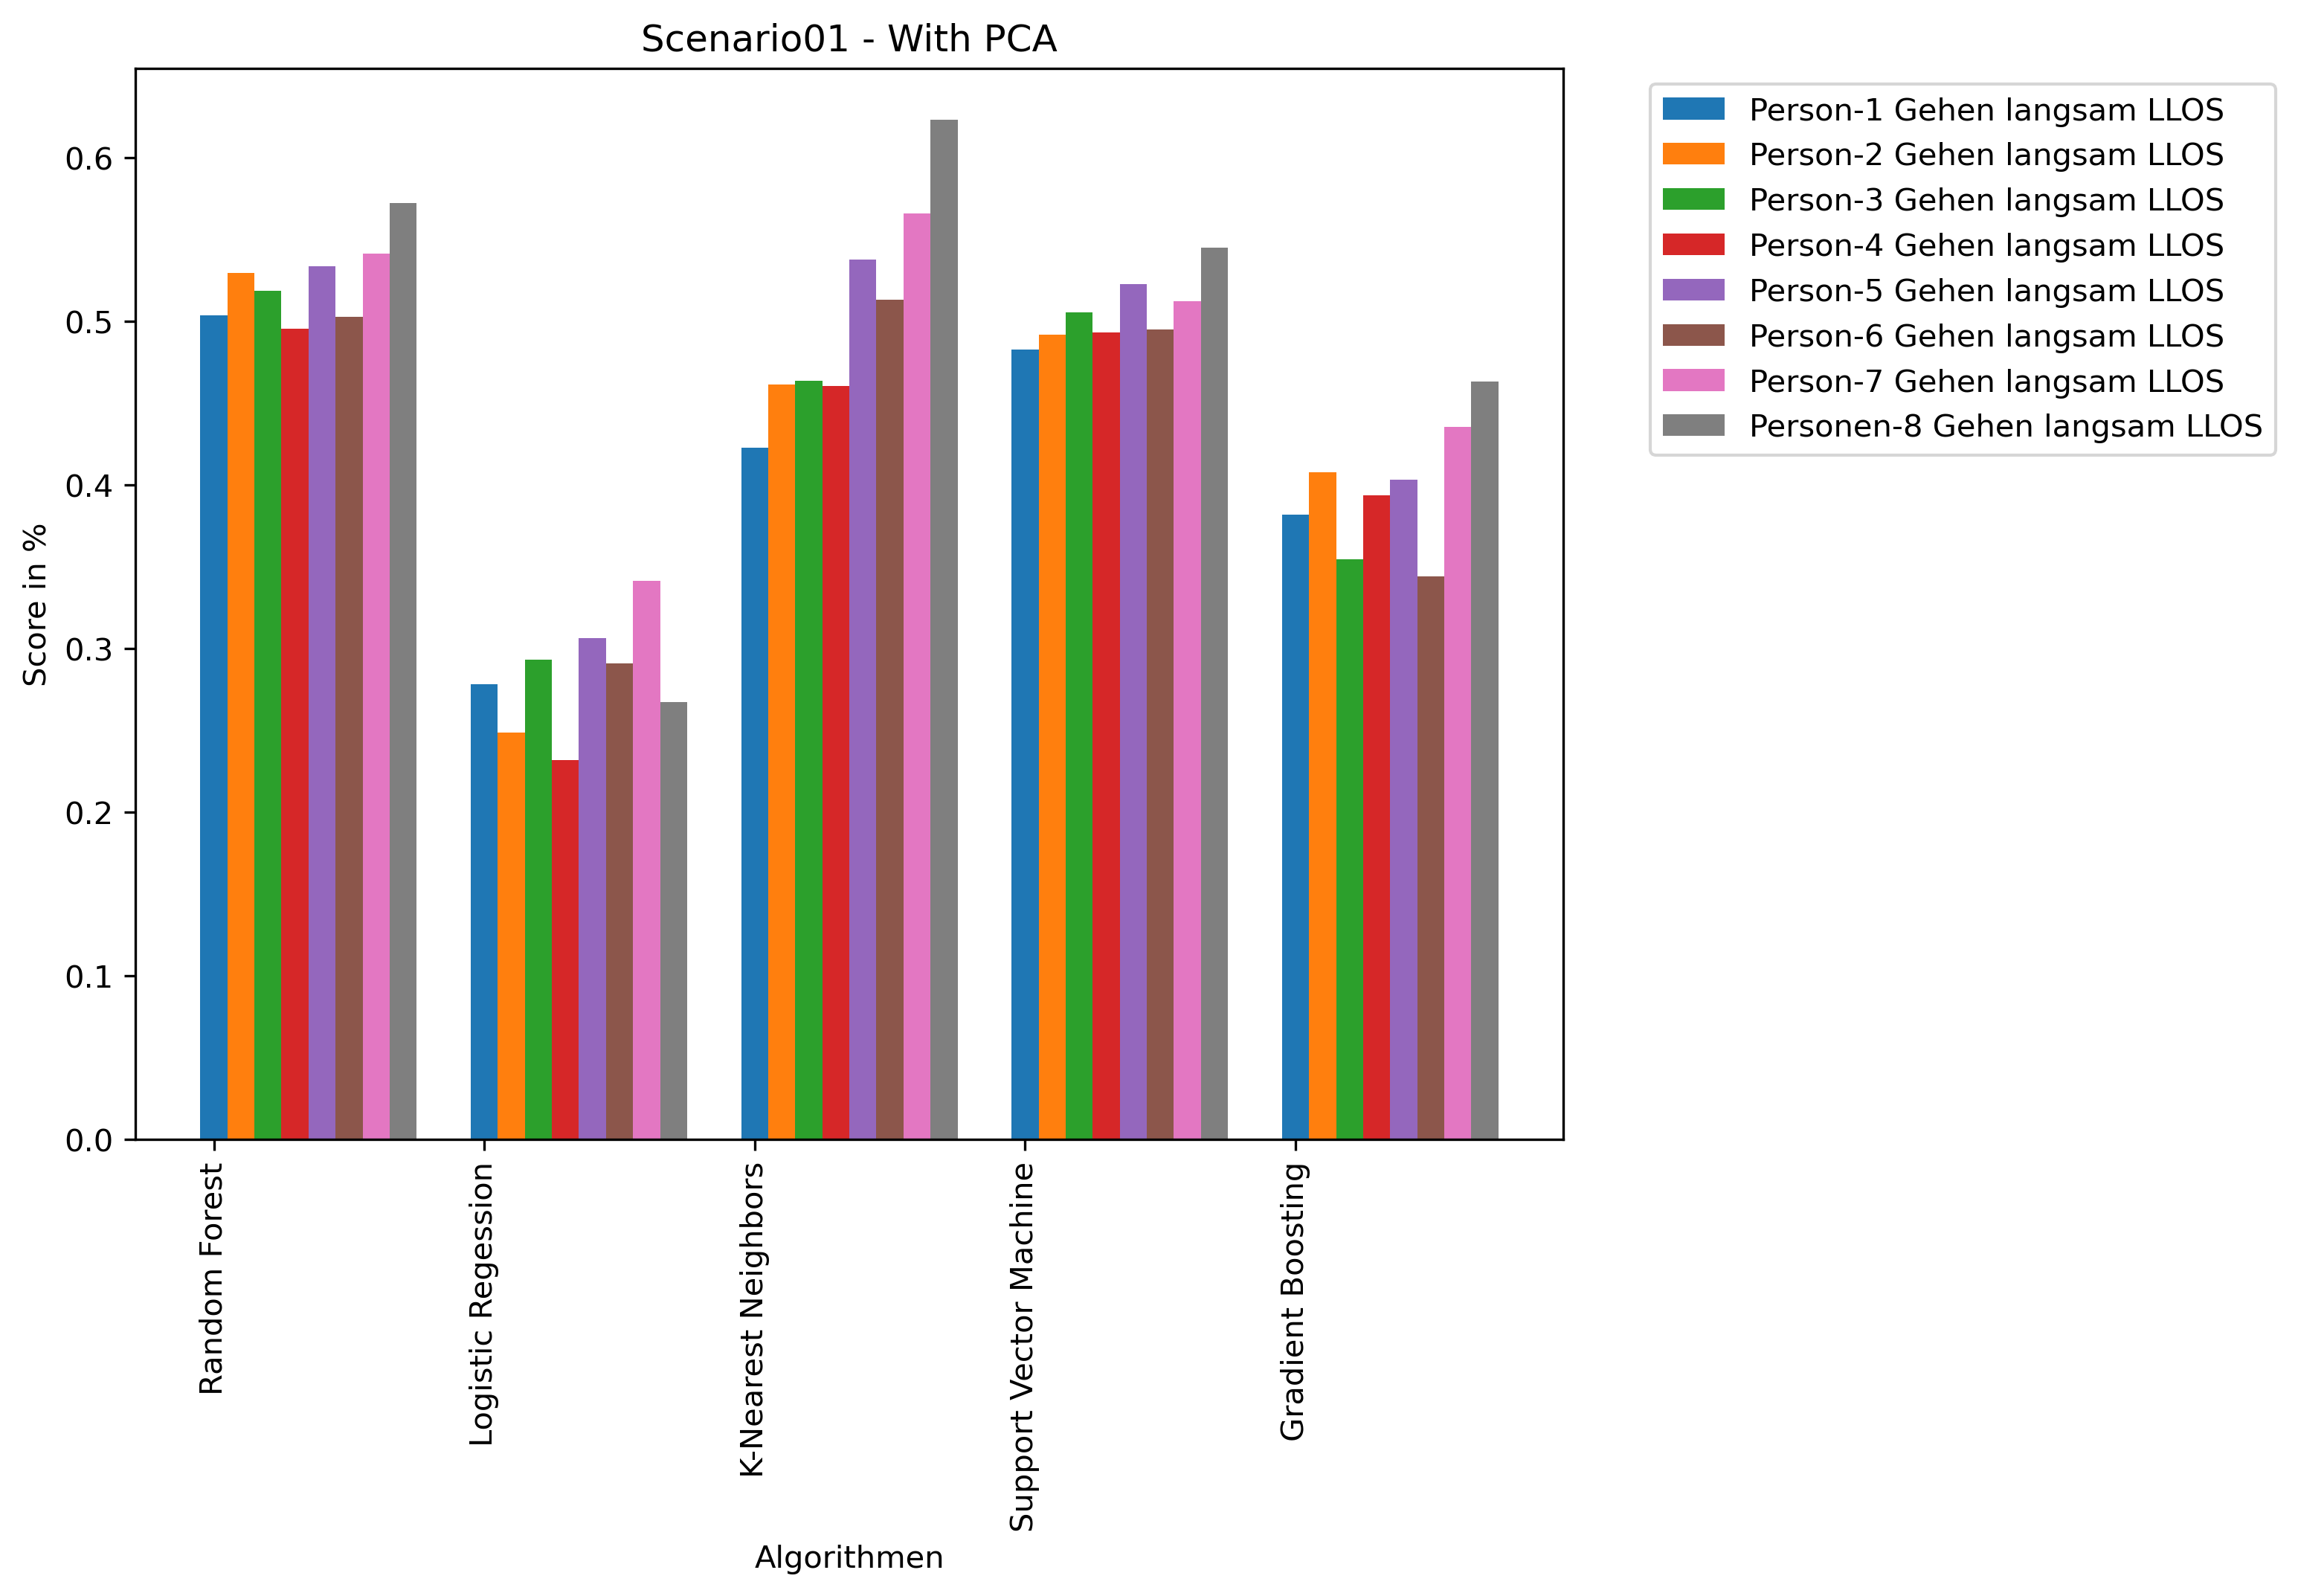 Scenario01 - With PCA
Person-1 Gehen langsam LLOS
Person-2 Gehen langsam LLOS
Person-3 Gehen langsam LLOS
Person-4 Gehen langsam LLOS
Person-5 Gehen langsam LLOS
Person-6 Gehen langsam LLOS
Person-7 Gehen langsam LLOS
Personen-8 Gehen langsam LLOS
Score in %
0.6
0.5
0.4
0.3
0.2
0.1
0.0
Random Forest
Logistic Regession
K-Nearest Neighbors
Support Vector Machine
Gradient Boosting
Algorithmen